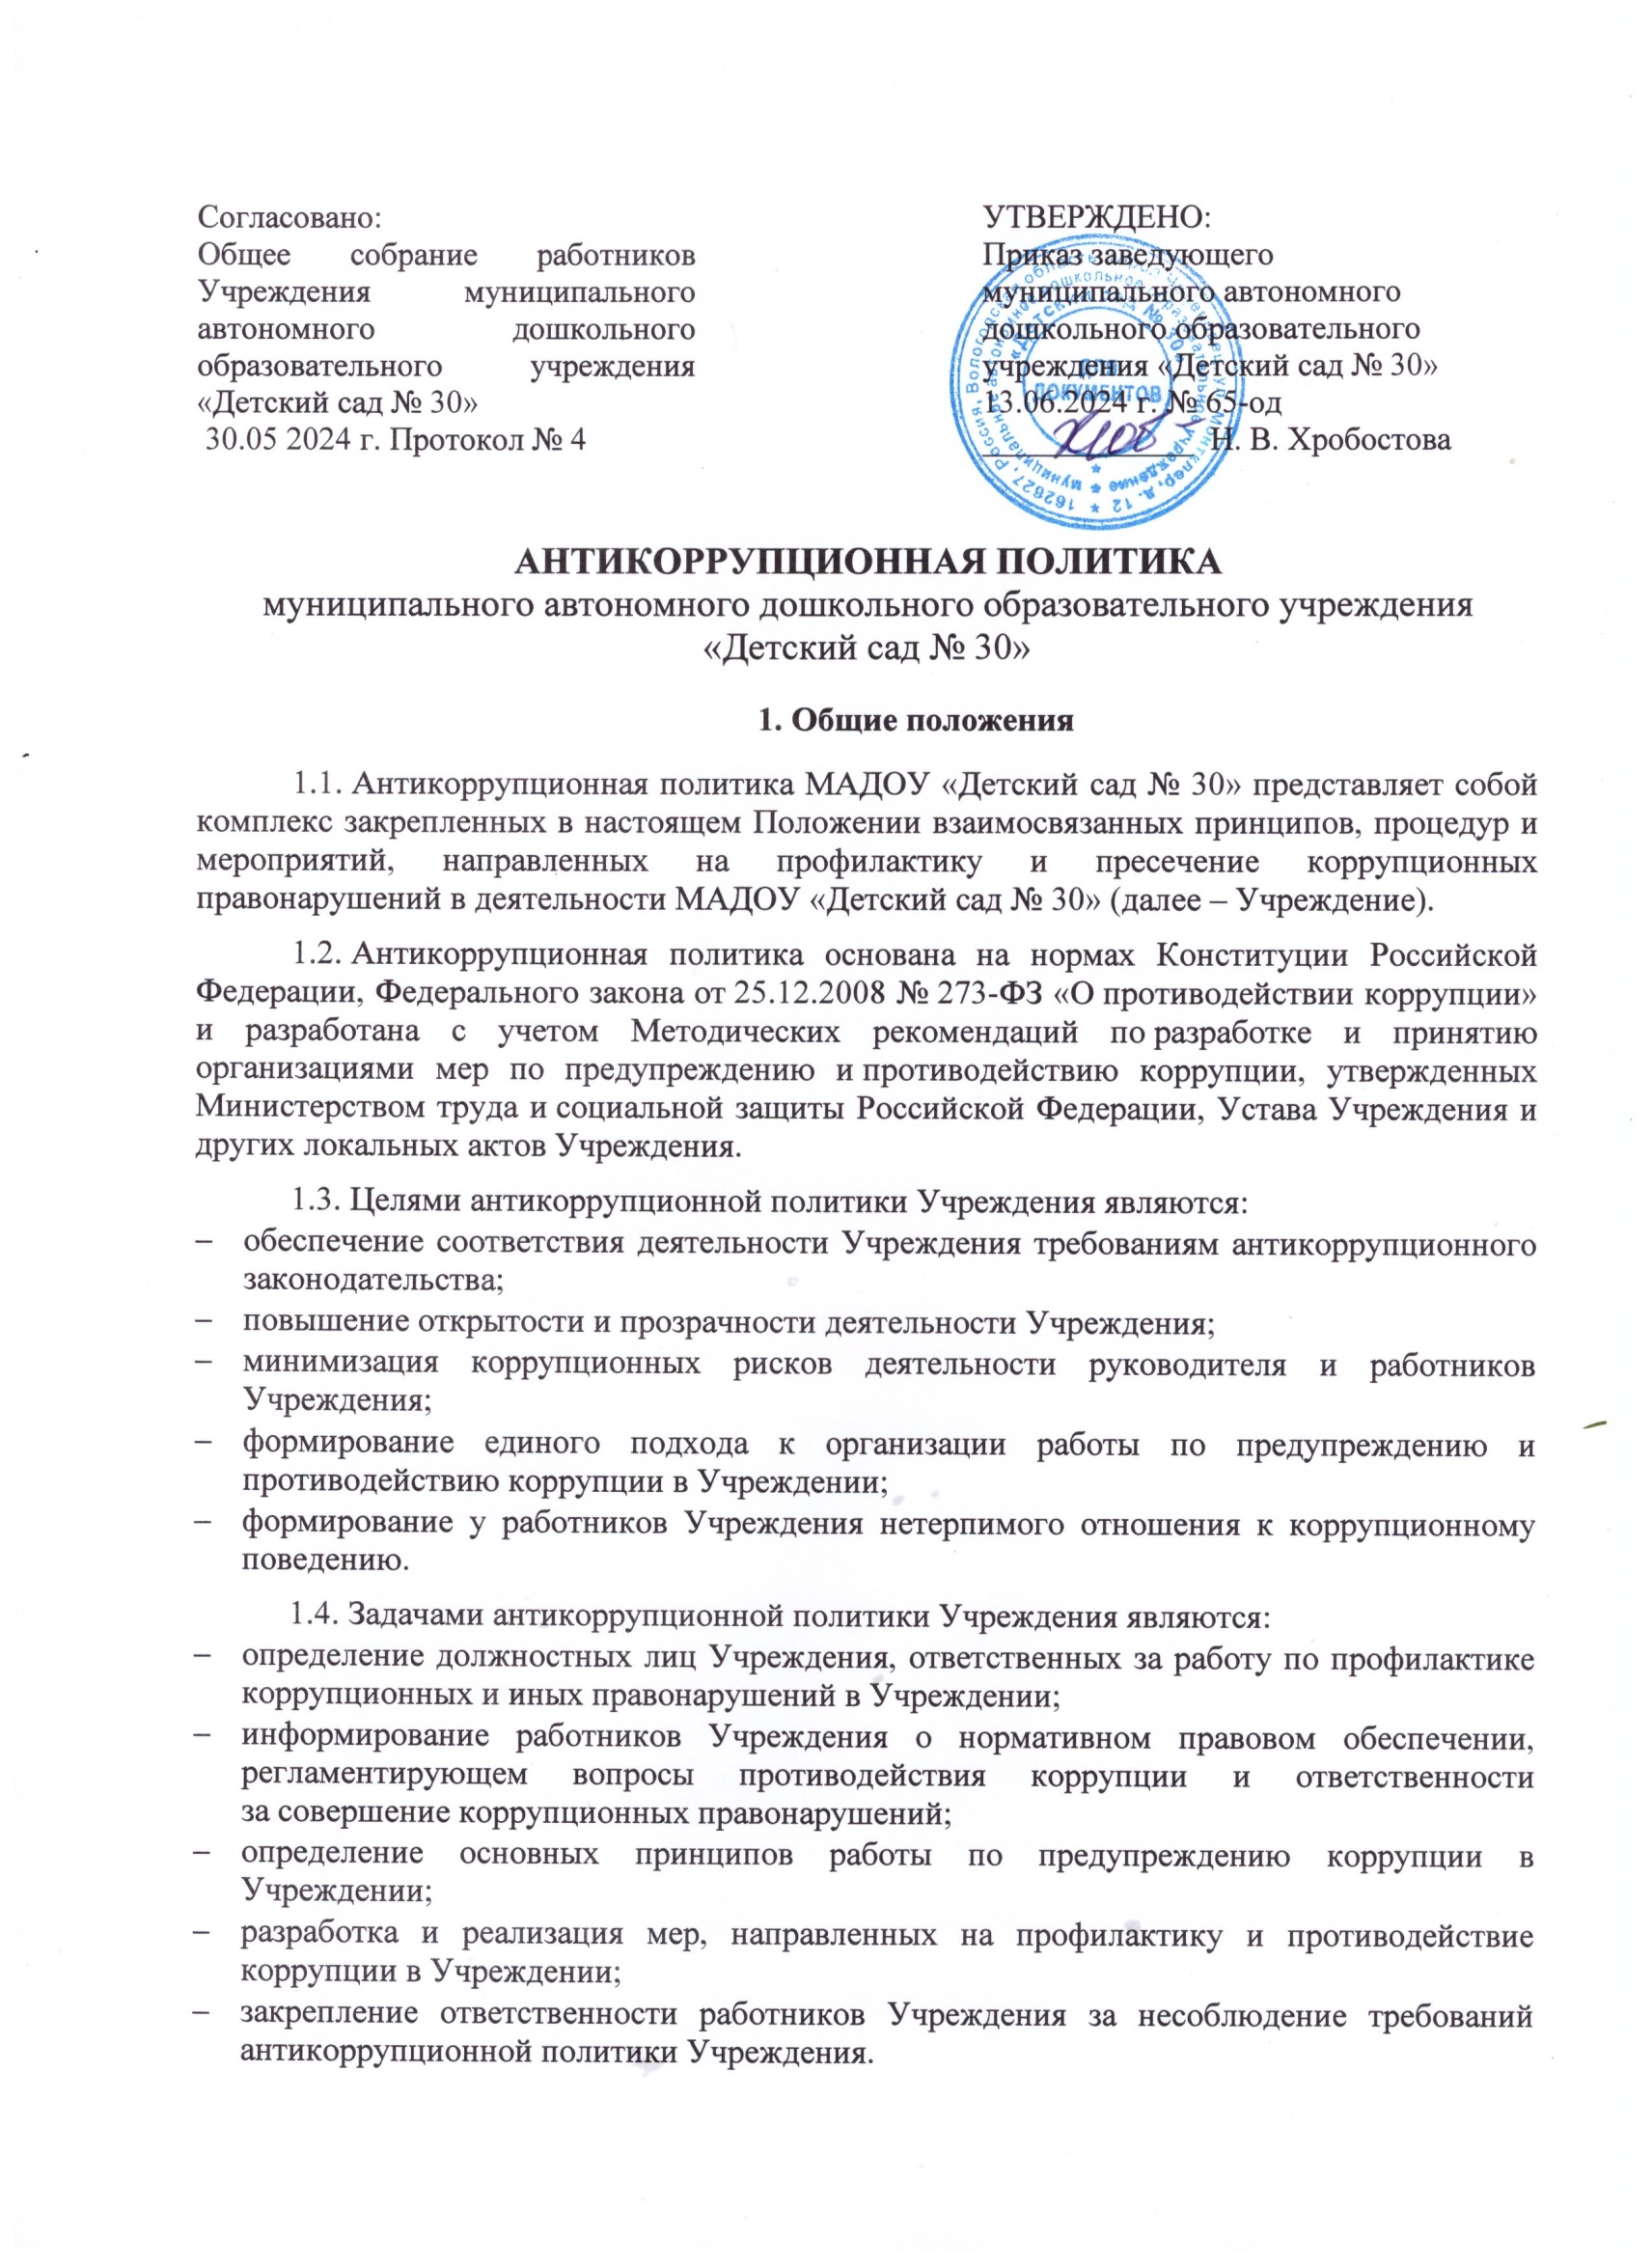 Согласовано:
Общее собрание работников
Учреждения муниципального
автономного дошкольного
образовательного учреждения
«Детский сад № 30»
30.05 2024 г. Протокол № 4
УТВЕРЖДЕНО:
Приказ заведующего
муниципального автономного
дошкольного образовательного
учреждения «Детский сад № 30»
13.06.2024 г. № 65-од
Н. В. Хробостова
ДЛЯ
ДОКУМЕНТОВ
АНТИКОРРУПЦИОННАЯ ПОЛИТИКА
муниципального автономного дошкольного образовательного учреждения
«Детский сад № 30»
1. Общие положения
1.1. Антикоррупционная политика МАДОУ «Детский сад № 30» представляет собой
комплекс закрепленных в настоящем Положении взаимосвязанных принципов, процедур и
мероприятий, направленных на профилактику и пресечение коррупционных
правонарушений в деятельности МАДОУ «Детский сад № 30» (далее – Учреждение).
1.2. Антикоррупционная политика основана на нормах Конституции Российской
Федерации, Федерального закона от 25.12.2008 № 273-ФЗ «О противодействии коррупции»
и разработана с учетом Методических рекомендаций по разработке и принятию
организациями мер по предупреждению и противодействию коррупции, утвержденных
Министерством труда и социальной защиты Российской Федерации, Устава Учреждения и
других локальных актов Учреждения.
1.3. Целями антикоррупционной политики Учреждения являются:
– обеспечение соответствия деятельности Учреждения требованиям антикоррупционного
законодательства;
– повышение открытости и прозрачности деятельности Учреждения;
– минимизация коррупционных рисков деятельности руководителя и работников
Учреждения;
– формирование единого подхода к организации работы по предупреждению и
противодействию коррупции в Учреждении;
– формирование у работников Учреждения нетерпимого отношения к коррупционному
поведению.
1.4. Задачами антикоррупционной политики Учреждения являются:
– определение должностных лиц Учреждения, ответственных за работу по профилактике
коррупционных и иных правонарушений в Учреждении;
– информирование работников Учреждения о нормативном правовом обеспечении,
регламентирующем вопросы противодействия коррупции и ответственности
за совершение коррупционных правонарушений;
– определение основных принципов работы по предупреждению коррупции в
Учреждении;
– разработка и реализация мер, направленных на профилактику и противодействие
коррупции в Учреждении;
– закрепление ответственности работников Учреждения за несоблюдение требований
антикоррупционной политики Учреждения.